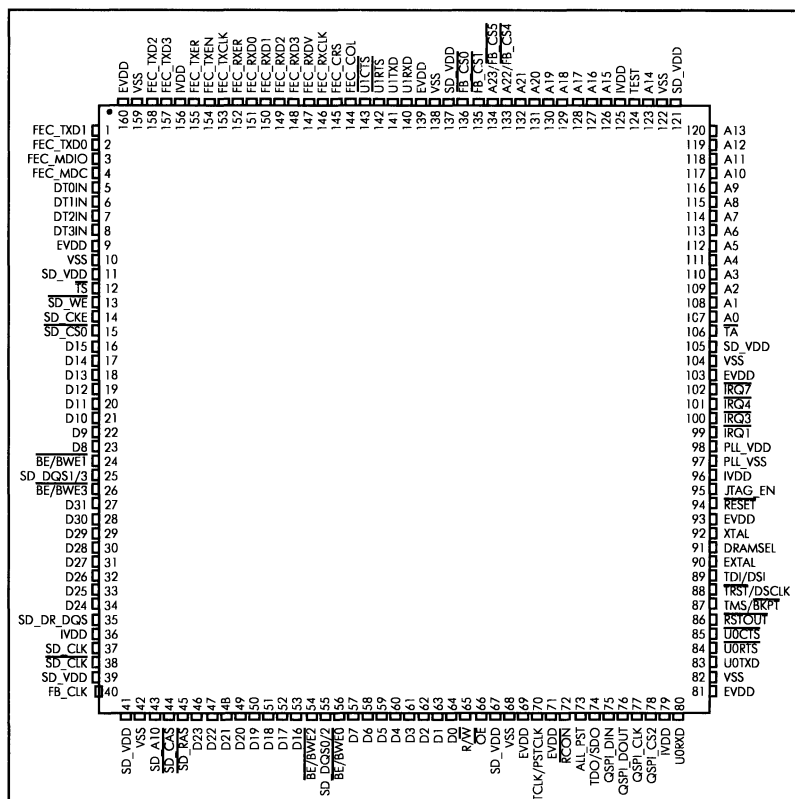 EVDD 160
VSS 159
FEC_TXD2 158
FEC_TXD3 157
IVDD 156
FEC_TXER 155
FEC_TXEN 154
FEC_TXCLK 153
FEC_RXER 152
FEC_RXD0 151
FEC_RXD1 150
FEC_RXD2 149
FEC_RXD3 148
FEC_RXDV 147
FEC_RXCLK 146
FEC_CRS 145
FEC_COL 144
U1CTS 143
U1RTS 142
U1TXD 141
U1RXD 140
EVDD 139
VSS 138
SD_VDD 137
FB_CS0 136
FB_CS1 135
A23/FB_CS5 134
A22/FB_CS4 133
A21 132
A20 131
A19 130
A18 129
A17 128
A16 127
A15 126
IVDD 125
TEST 124
A14 123
VSS 122
SD_VDD 121
FEC_TXD1 1
FEC_TXD0 2
FEC_MDIO 3
FEC_MDC 4
DT0IN 5
DT1IN 6
DT2IN 7
DT3IN 8
EVDD 9
VSS 10
SD_VDD 11
TS 12
SD_WE 13
SD_CKE 14
SD_CS0 15
D15 16
D14 17
D13 18
D12 19
D11 20
D10 21
D9 22
D8 23
BE/BWE1 24
SD_DQS1/3 25
BE/BWE3 26
D31 27
D30 28
D29 29
D28 30
D27 31
D26 32
D25 33
D24 34
SD_DR_DQS 35
IVDD 36
SD_CLK 37
SD_CLK 38
SD_VDD 39
FB_CLK 40
120 A13
119 A12
118 A11
117 A10
116 A9
115 A8
114 A7
113 A6
112 A5
111 A4
110 A3
109 A2
108 A1
107 A0
106 TA
105 SD_VDD
104 VSS
103 EVDD
102 IRQ7
101 IRQ4
100 IRQ3
99 IRQ1
98 PLL_VDD
97 PLL_VSS
96 IVDD
95 JTAG_EN
94 RESET
93 EVDD
92 XTAL
91 DRAMSEL
90 EXTAL
89 TDI/DSI
88 TRST/DSCLK
87 TMS/BKPT
86 RSTOUT
85 U0CTS
84 U0RTS
83 U0TXD
82 VSS
81 EVDD
SD_VDD 41
VSS 42
SD_A10 43
SD_CAS 44
SD_RAS 45
D23 46
D22 47
D21 48
D20 49
D19 50
D18 51
D17 52
D16 53
BE/BWE2 54
SD_DQS0/2 55
BE/BWE0 56
D7 57
D6 58
D5 59
D4 60
D3 61
D2 62
D1 63
D0 64
R/W 65
OE 66
SD_VDD 67
VSS 68
EVDD 69
TCLK/PSTCLK 70
EVDD 71
RCON 72
ALL_PST 73
TDO/SDO 74
QSPI_DIN 75
QSPI_DOUT 76
QSPI_CLK 77
QSPI_CS2 78
IVDD 79
U0RXD 80